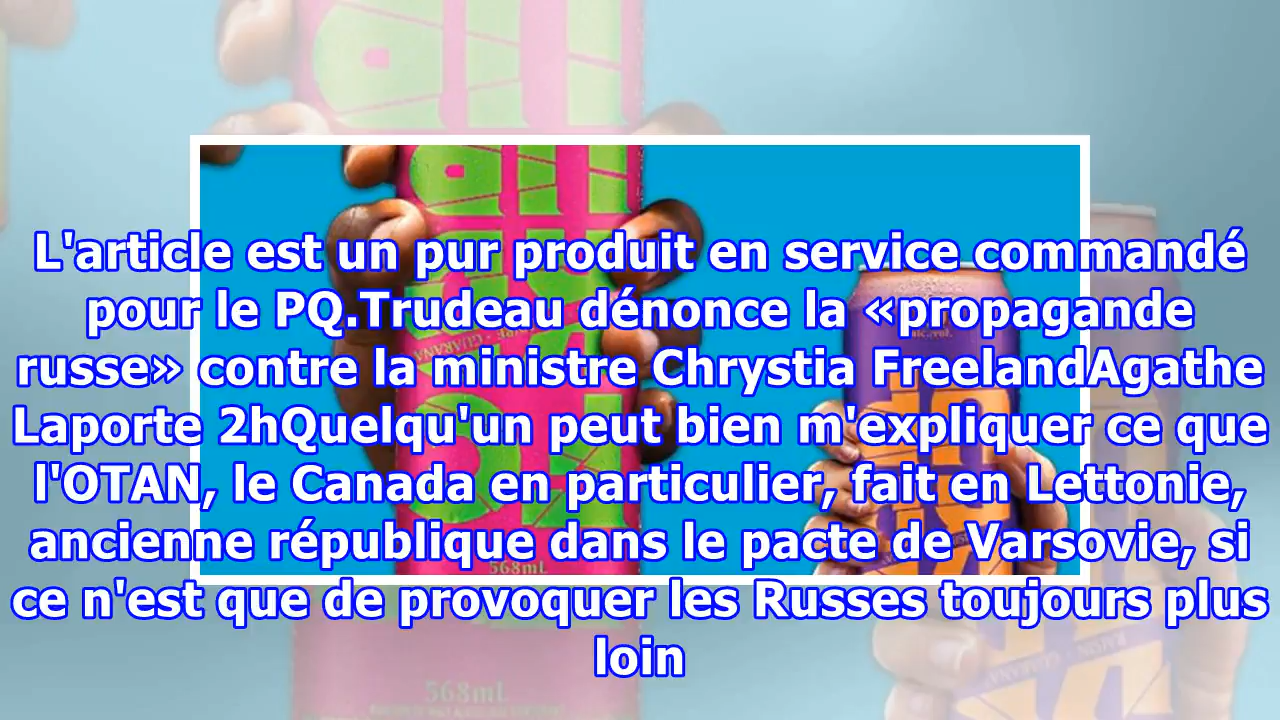 L'article est un pur produit en service commandé
pour le PQ.Trudeau dénonce la «propagande
russe» contre la ministre Chrystia FreelandAgathe
Laporte 2hQuelqu'un peut bien m'expliquer ce que
l'OTAN, le Canada en particulier, fait en Lettonie,
ancienne république dans le pacte de Varsovie, si
ce n'est que de provoquer les Russes toujours plus
loin
568mL
568mL